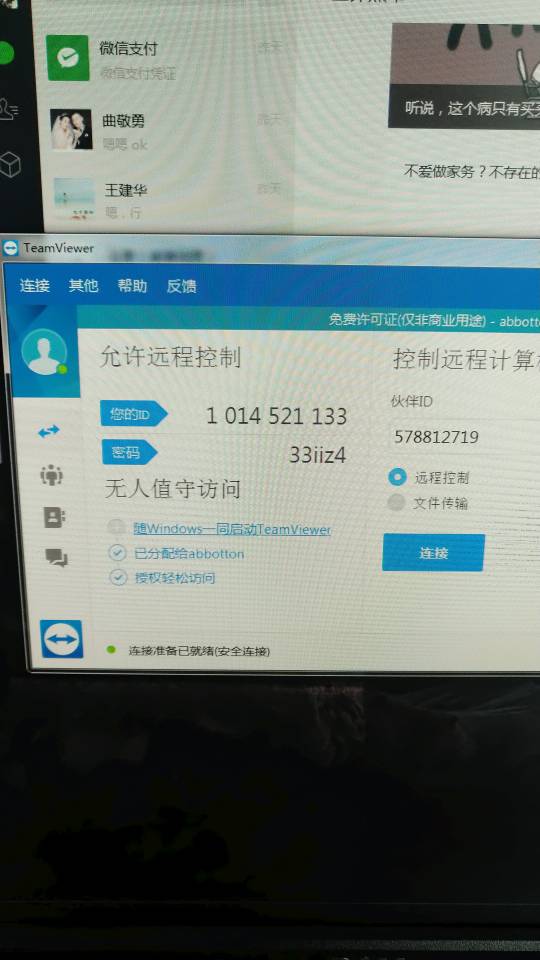 微信支付
昨天
微信支付凭证
听说，这个病只有买
曲敬勇
昨天
嗯嗯 ok
不爱做家务？不存在的
王建华
昨天
嗯，行
TeamViewer
连接 其他 帮助 反馈
免费许可证(仅非商业用途) - abbotto
允许远程控制
控制远程计算
您的ID 1 014 521 133
密码 33iiz4
伙伴ID
578812719
远程控制
文件传输
连接
无人值守访问
随Windows一同启动TeamViewer
已分配给abbotton
授权轻松访问
连接准备已就绪(安全连接)